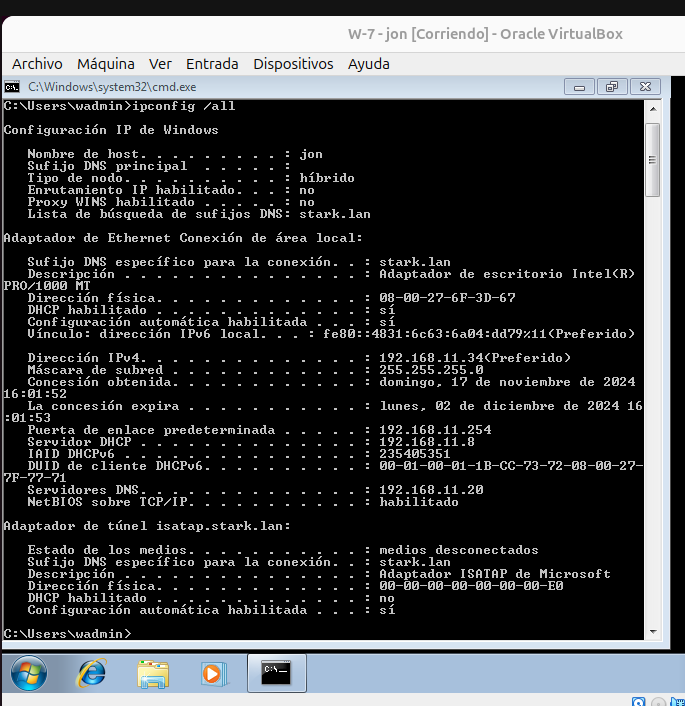 W-7 - jon [Corriendo] - Oracle VirtualBox
Archivo Máquina Ver Entrada Dispositivos Ayuda
C:\Windows\system32\cmd.exe
C:\Users\wadmin>ipconfig /all
Configuración IP de Windows
Nombre de host. . . . . . . . . : jon
Sufijo DNS principal . . . . . . :
Tipo de nodo. . . . . . . . . . : híbrido
Enrutamiento IP habilitado. . . : no
Proxy WINS habilitado . . . . . : no
Lista de búsqueda de sufijos DNS: stark.lan
Adaptador de Ethernet Conexión de área local:
Sufijo DNS específico para la conexión. . : stark.lan
Descripción . . . . . . . . . . . . . . . : Adaptador de escritorio Intel(R)
PRO/1000 MT
Dirección física. . . . . . . . . . . . . : 08-00-27-6F-3D-67
DHCP habilitado . . . . . . . . . . . . . : sí
Configuración automática habilitada . . . : sí
Vínculo: dirección IPv6 local. . . : fe80::4831:6c63:6a04:dd79%11(Preferido)
Dirección IPv4. . . . . . . . . . . . . . : 192.168.11.34(Preferido)
Máscara de subred . . . . . . . . . . . . : 255.255.255.0
Concesión obtenida. . . . . . . . . . . . : domingo, 17 de noviembre de 2024
16:01:52
La concesión expira . . . . . . . . . . . : lunes, 02 de diciembre de 2024 16
:01:53
Puerta de enlace predeterminada . . . . . : 192.168.11.254
Servidor DHCP . . . . . . . . . . . . . . : 192.168.11.8
IAID DHCPv6 . . . . . . . . . . . . . . . : 235405351
DUID de cliente DHCPv6. . . . . . . . . . : 00-01-00-01-1B-CC-73-72-08-00-27-
7F-77-71
Servidores DNS. . . . . . . . . . . . . . : 192.168.11.20
NetBIOS sobre TCP/IP. . . . . . . . . . . : habilitado
Adaptador de túnel isatap.stark.lan:
Estado de los medios. . . . . . . . . . . : medios desconectados
Sufijo DNS específico para la conexión. . : stark.lan
Descripción . . . . . . . . . . . . . . . : Adaptador ISATAP de Microsoft
Dirección física. . . . . . . . . . . . . : 00-00-00-00-00-00-00-E0
DHCP habilitado . . . . . . . . . . . . . : no
Configuración automática habilitada . . . : sí
C:\Users\wadmin>